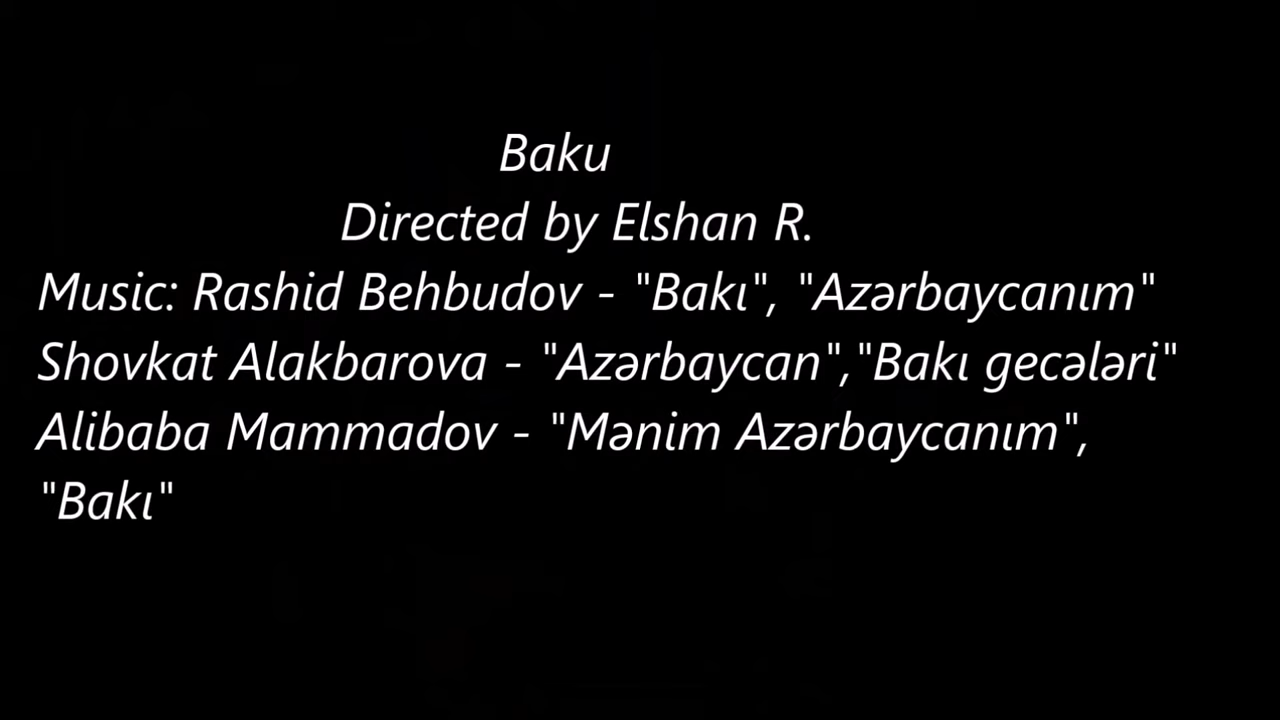 Baku
Directed by Elshan R.
Music: Rashid Behbudov - "Bakı", "Azərbaycanım"
Shovkat Alakbarova - "Azərbaycan","Bakı gecələri"
Alibaba Mammadov - "Mənim Azərbaycanım",
"Bakı"